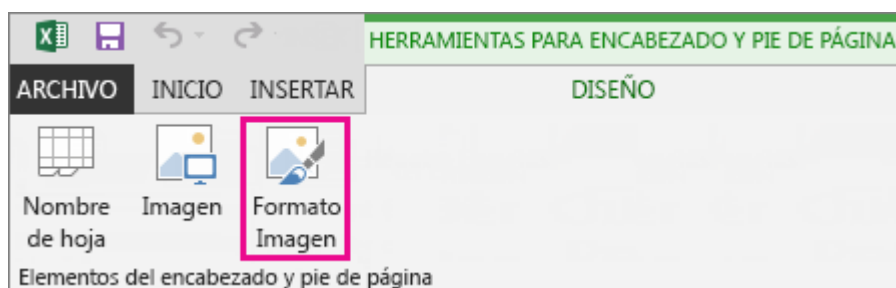 HERRAMIENTAS PARA ENCABEZADO Y PIE DE PÁGINA
ARCHIVO INICIO INSERTAR DISEÑO
Nombre de hoja
Imagen
Formato Imagen
Elementos del encabezado y pie de página